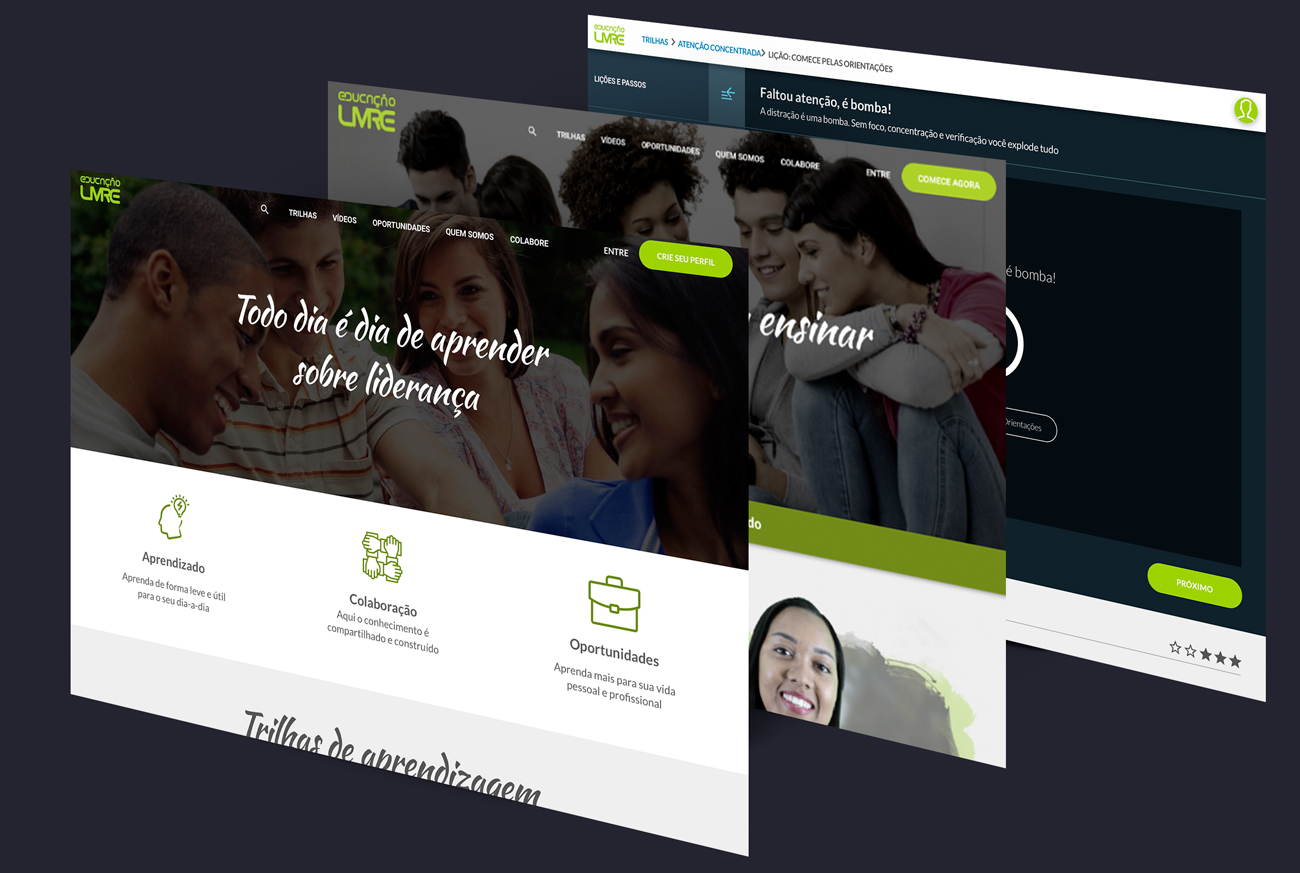 EDUCAÇÃO
LIVRE
TRILHAS
VÍDEOS
OPORTUNIDADES
QUEM SOMOS
COLABORE
ENTRE
CRIE SEU PERFIL
Todo dia é dia de aprender
sobre liderança
Aprendizado
Aprenda de forma leve e útil
para o seu dia-a-dia
Colaboração
Aqui o conhecimento é
compartilhado e construído
Oportunidades
Aprenda mais para sua vida
pessoal e profissional
Trilhas de aprendizagem
EDUCAÇÃO
LIVRE
TRILHAS
VÍDEOS
OPORTUNIDADES
QUEM SOMOS
COLABORE
ENTRE
COMECE AGORA
ensinar
do
EDUCAÇÃO
LIVRE
TRILHAS > ATENÇÃO CONCENTRADA > LIÇÃO: COMECE PELAS ORIENTAÇÕES
LIÇÕES E PASSOS
Faltou atenção, é bomba!
A distração é uma bomba. Sem foco, concentração e verificação você explode tudo
é bomba!
Orientações
PRÓXIMO